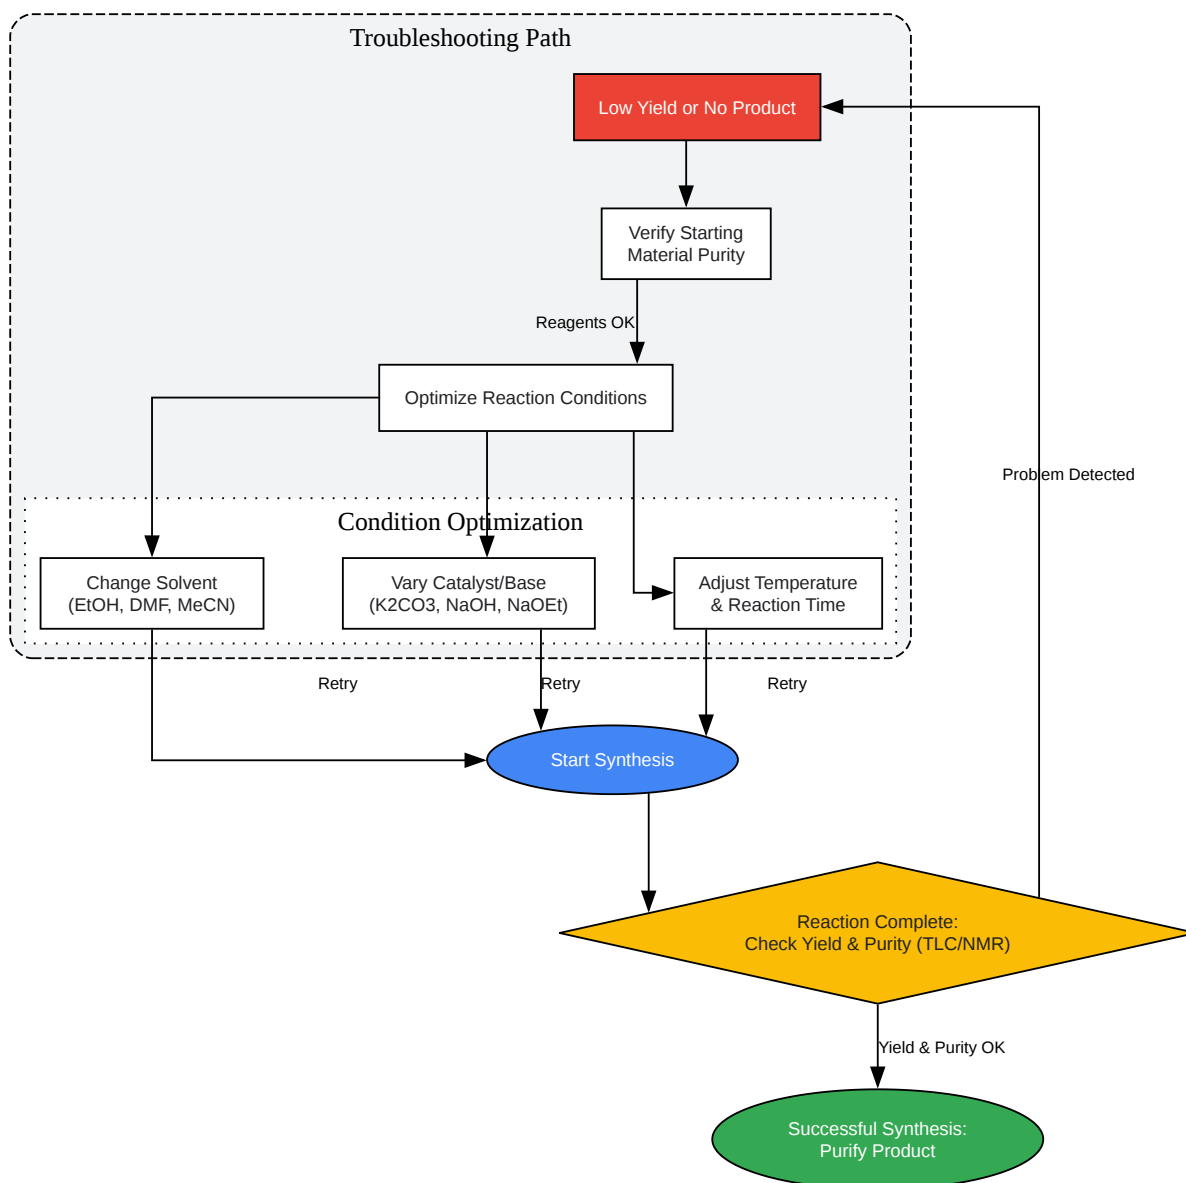 Troubleshooting Path
Low Yield or No Product
Verify Starting
Material Purity
Reagents OK
Optimize Reaction Conditions
Problem Detected
Condition Optimization
Change Solvent
(EtOH, DMF, MeCN)
Vary Catalyst/Base
(K2CO3, NaOH, NaOEt)
Adjust Temperature
& Reaction Time
Retry
Retry
Retry
Start Synthesis
Reaction Complete:
Check Yield & Purity (TLC/NMR)
Yield & Purity OK
Successful Synthesis:
Purify Product